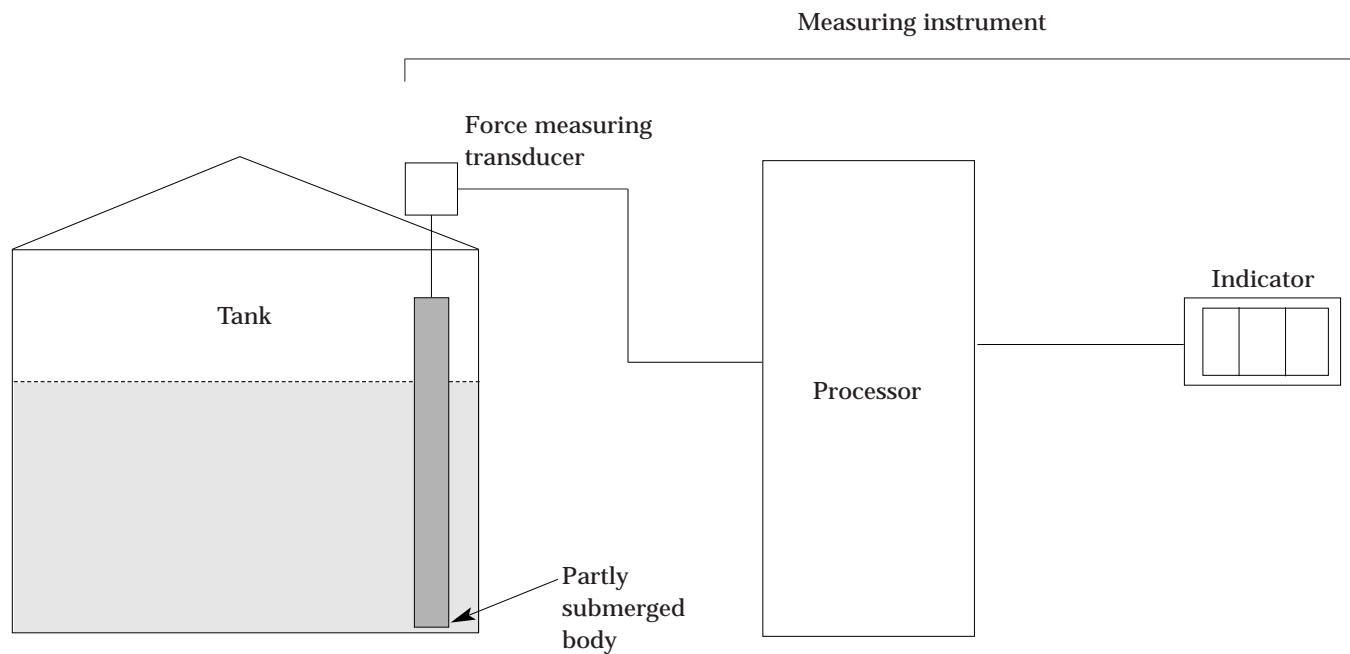 Measuring instrument
Force measuring
transducer
Indicator
Tank
Processor
Partly
submerged
body